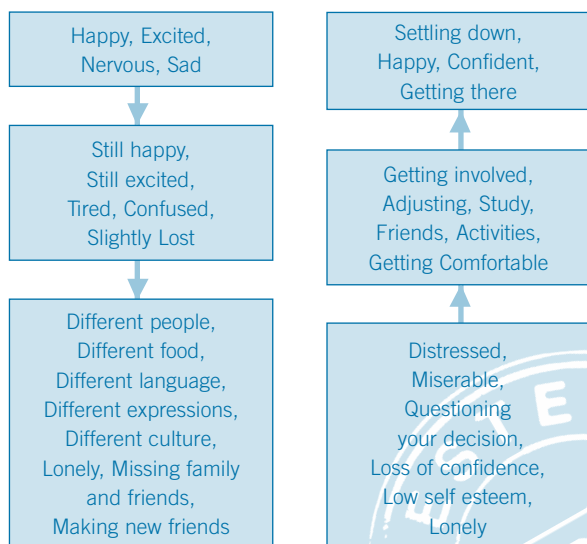 Happy, Excited,
Nervous, Sad
Still happy,
Still excited,
Tired, Confused,
Slightly Lost
Different people,
Different food,
Different language,
Different expressions,
Different culture,
Lonely, Missing family
and friends,
Making new friends
Distressed,
Miserable,
Questioning
your decision,
Loss of confidence,
Low self esteem,
Lonely
Getting involved,
Adjusting, Study,
Friends, Activities,
Getting Comfortable
Settling down,
Happy, Confident,
Getting there